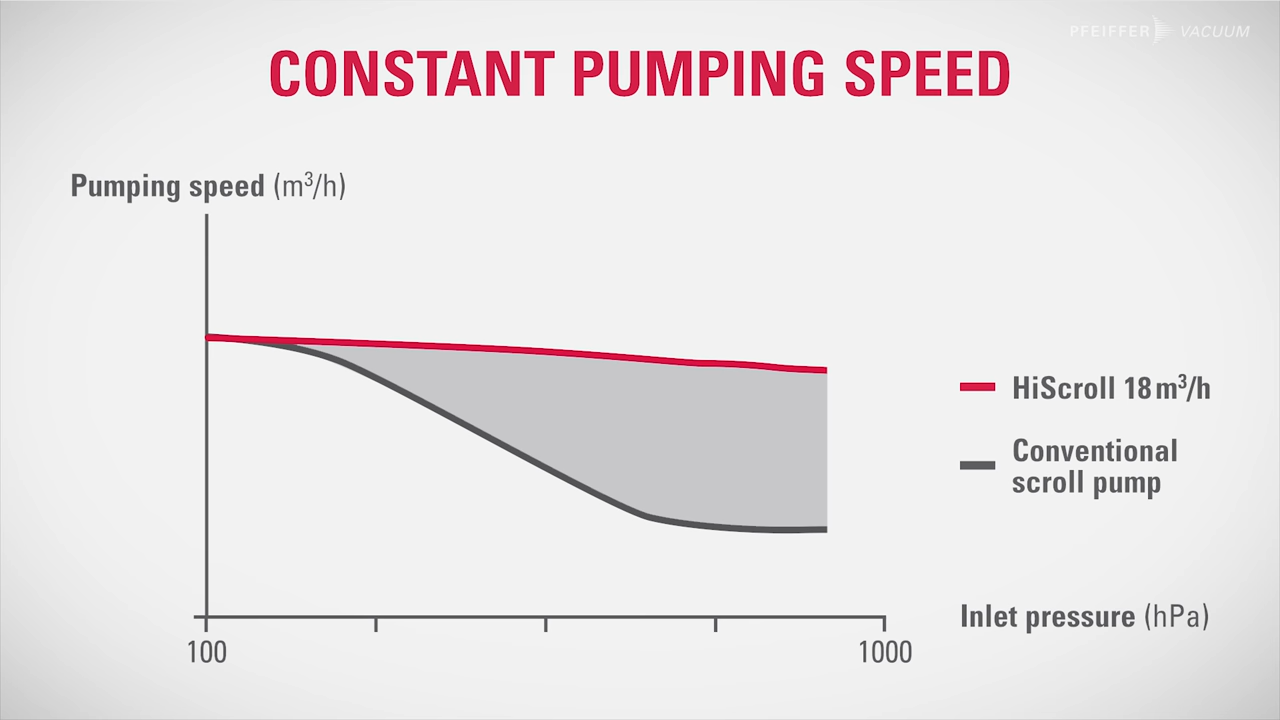 PFEIFFER VACUUM
CONSTANT PUMPING SPEED
Pumping speed (m³/h)
HiScroll 18 m³/h
Conventional
scroll pump
Inlet pressure (hPa)
100
1000